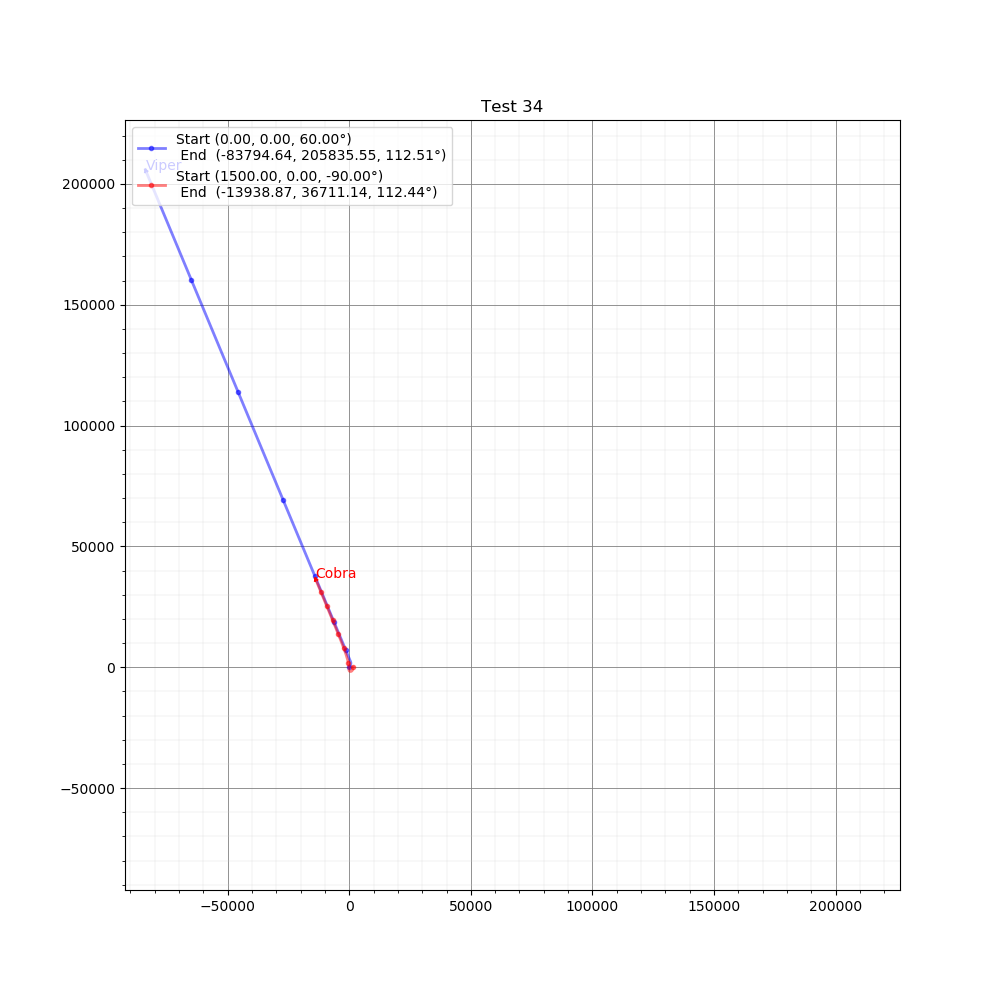 Test 34
Start (0.00, 0.00, 60.00°)
End  (-83794.64, 205835.55, 112.51°)
Viper
Start (1500.00, 0.00, -90.00°)
End  (-13938.87, 36711.14, 112.44°)
200000
150000
100000
50000
Cobra
0
−50000
−50000 0 50000 100000 150000 200000